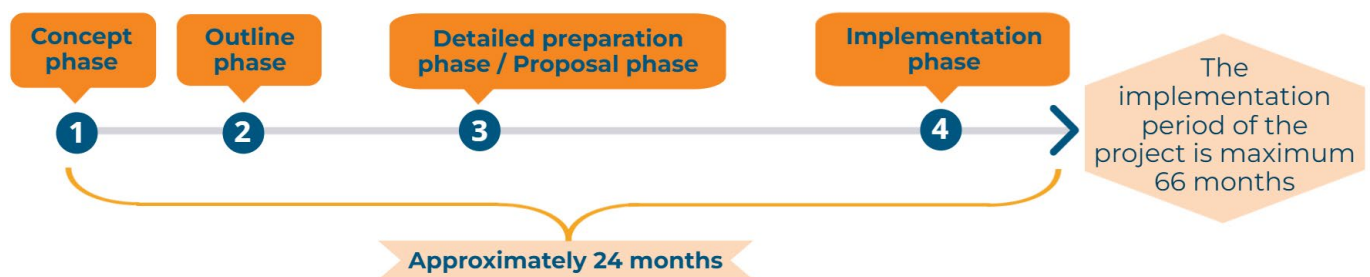 Concept
phase
Outline
phase
Detailed preparation
phase / Proposal phase
Implementation
phase
1
2
3
4
The
implementation
period of the
project is maximum
66 months
Approximately 24 months